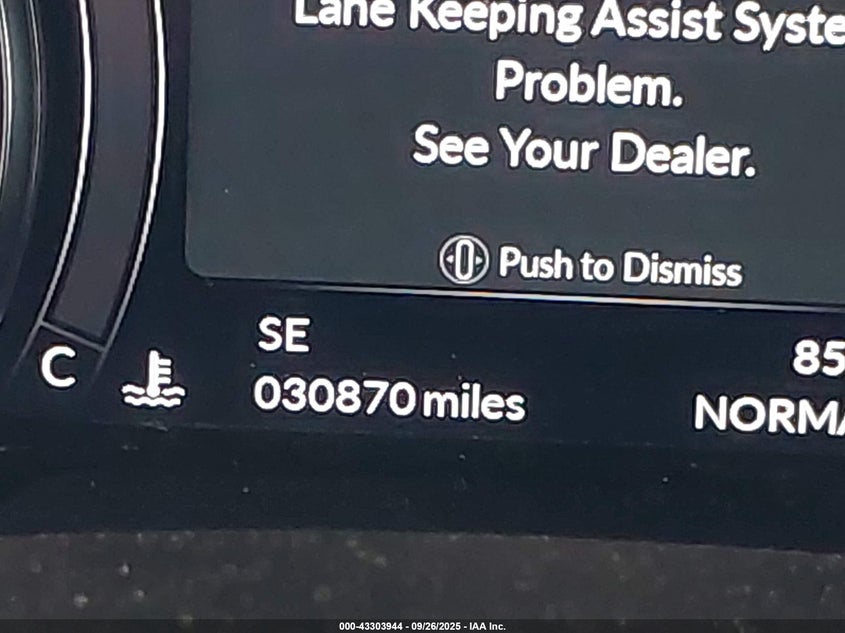 Lane Keeping Assist Syste
Problem.
See Your Dealer.
Push to Dismiss
SE
85
C
030870 miles
NORMA
000-43303944 - 09/26/2025 - IAA Inc.